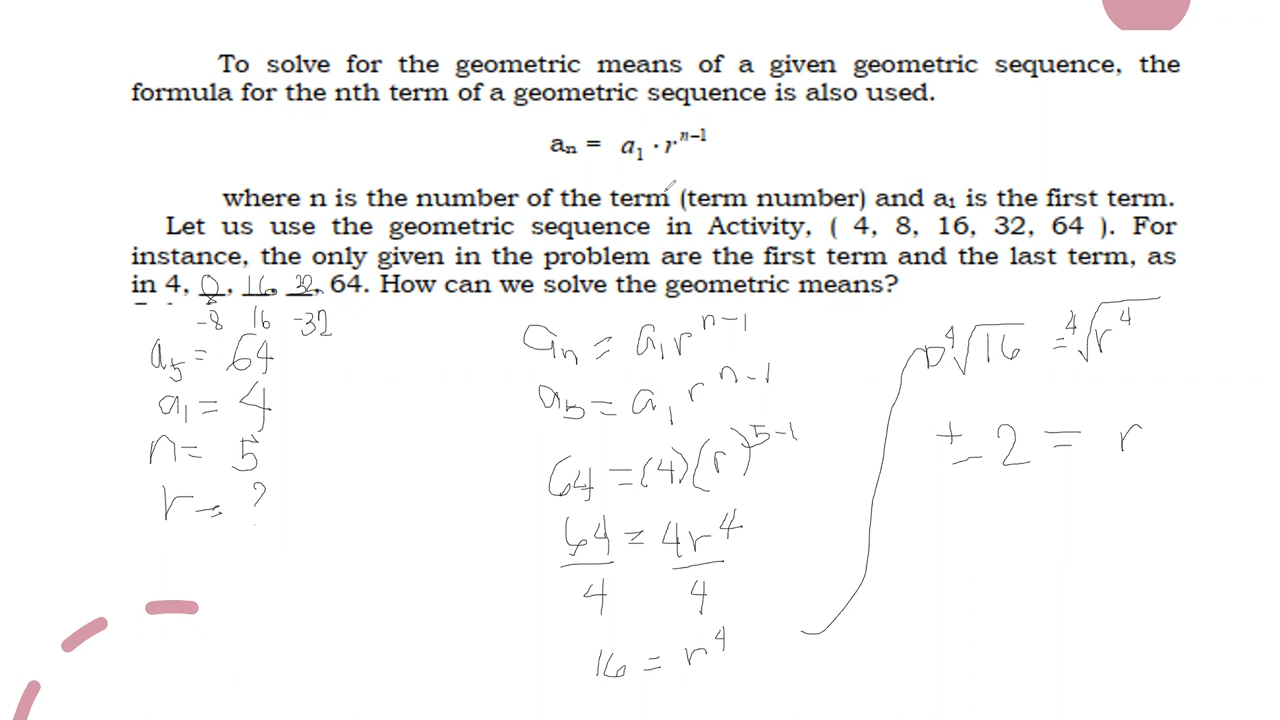 To solve for the geometric means of a given geometric sequence, the
formula for the nth term of a geometric sequence is also used.
aₙ = a₁ · rⁿ⁻¹
where n is the number of the term (term number) and a₁ is the first term.
Let us use the geometric sequence in Activity, ( 4, 8, 16, 32, 64 ). For
instance, the only given in the problem are the first term and the last term, as
in 4, 8, 16, 32, 64. How can we solve the geometric means?
-8 16 -32
a₅ = 64
a₁ = 4
n = 5
r = ?
aₙ = a₁rⁿ⁻¹
a₅ = a₁ rⁿ⁻¹
64 = (4)(r)⁵⁻¹
64 = 4r⁴
4 4
16 = r⁴
⁴√16 = ⁴√r⁴
± 2 = r